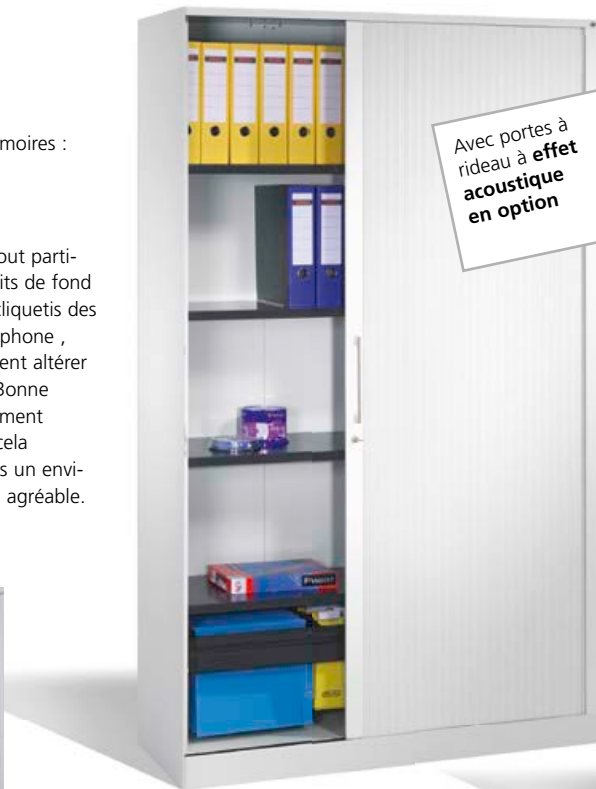 moires :
out parti-
its de fond
cliquetis des
phone ,
ent altérer
Bonne
ment
cela
s un envi-
agréable.
Avec portes à
rideau à effet
acoustique
en option